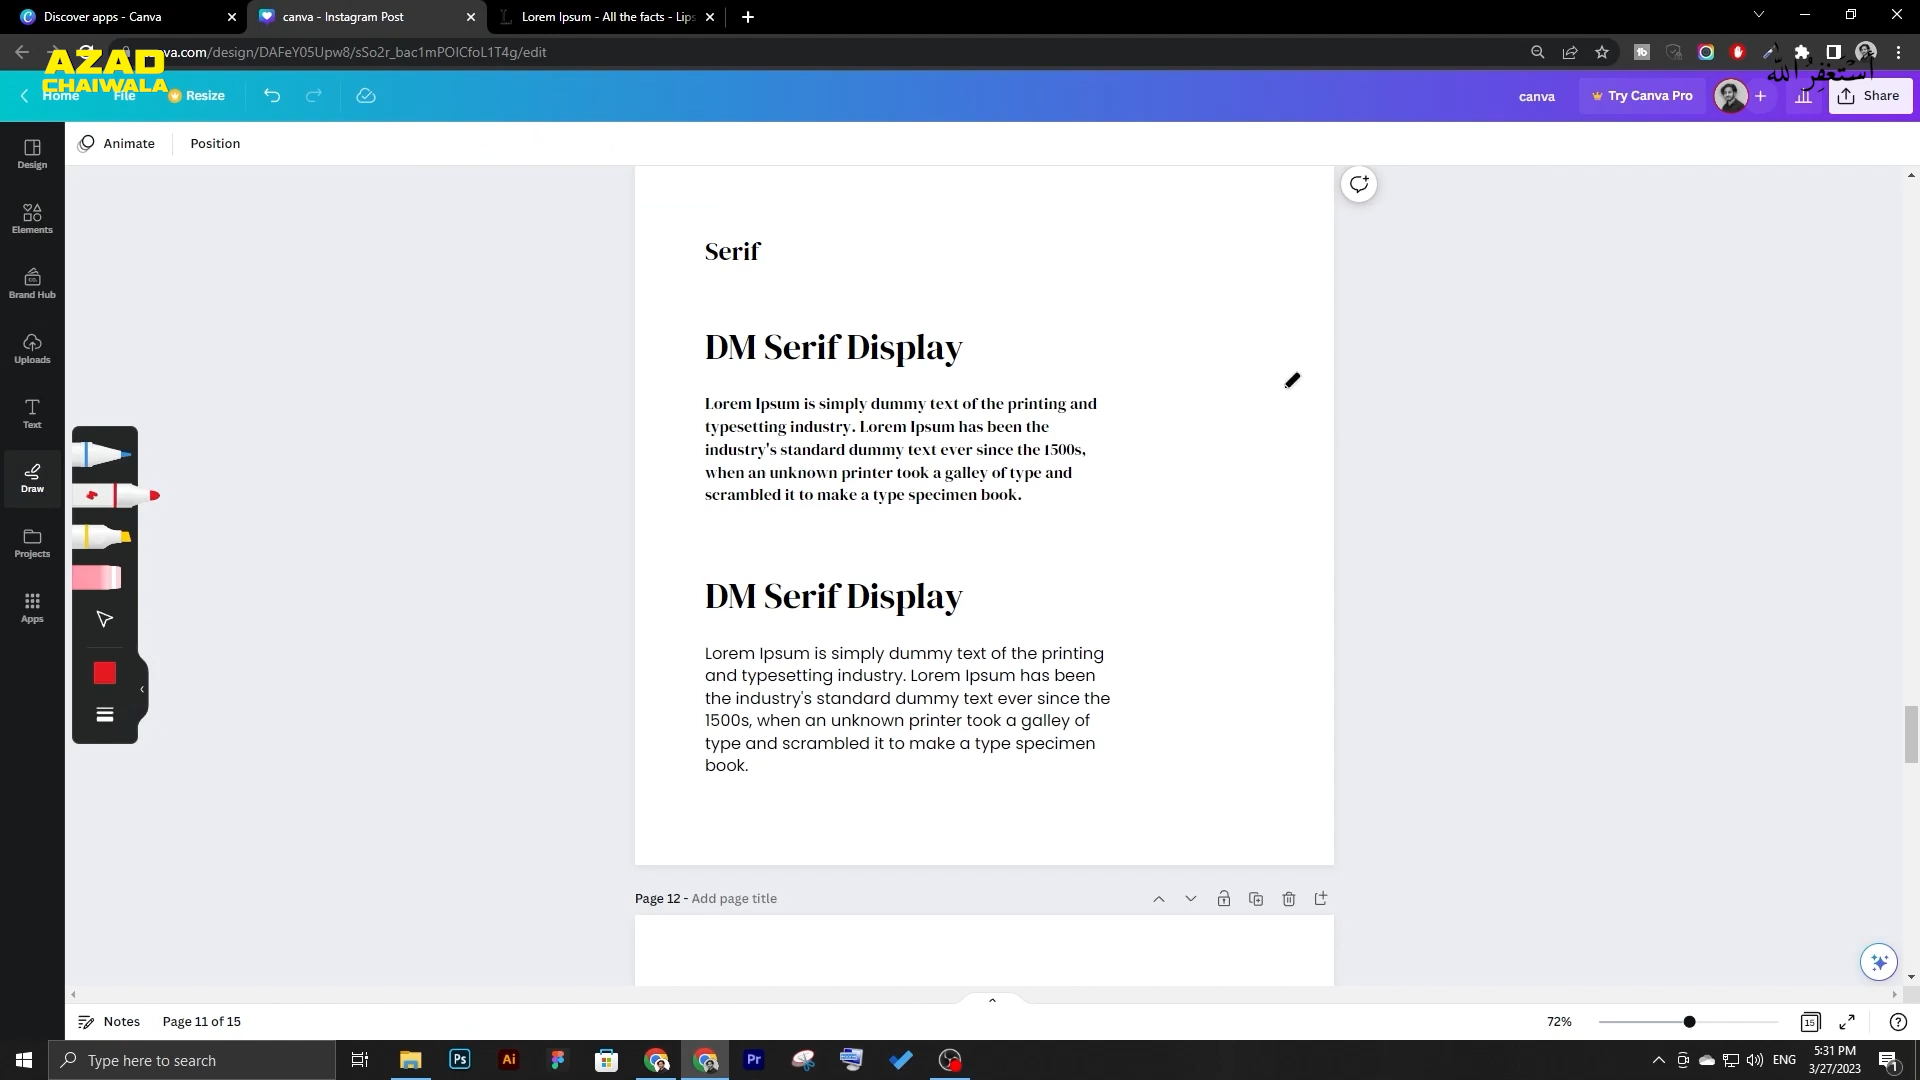 Discover apps - Canva
canva - Instagram Post
Lorem Ipsum - All the facts - Lips
va.com/design/DAFeY05Upw8/sSo2r_bac1mPOICfoL1T4g/edit
AZAD
CHAIWALA
أستغفر الله
Home
File
Resize
canva
Try Canva Pro
Share
Animate
Position
Design
Elements
Brand Hub
Uploads
Text
Draw
Projects
Apps
Serif
DM Serif Display
Lorem Ipsum is simply dummy text of the printing and
typesetting industry. Lorem Ipsum has been the
industry's standard dummy text ever since the 1500s,
when an unknown printer took a galley of type and
scrambled it to make a type specimen book.
DM Serif Display
Lorem Ipsum is simply dummy text of the printing
and typesetting industry. Lorem Ipsum has been
the industry's standard dummy text ever since the
1500s, when an unknown printer took a galley of
type and scrambled it to make a type specimen
book.
Page 12 - Add page title
Notes
Page 11 of 15
72%
15
Type here to search
Ps
Ai
Pr
ENG
5:31 PM
3/27/2023
1